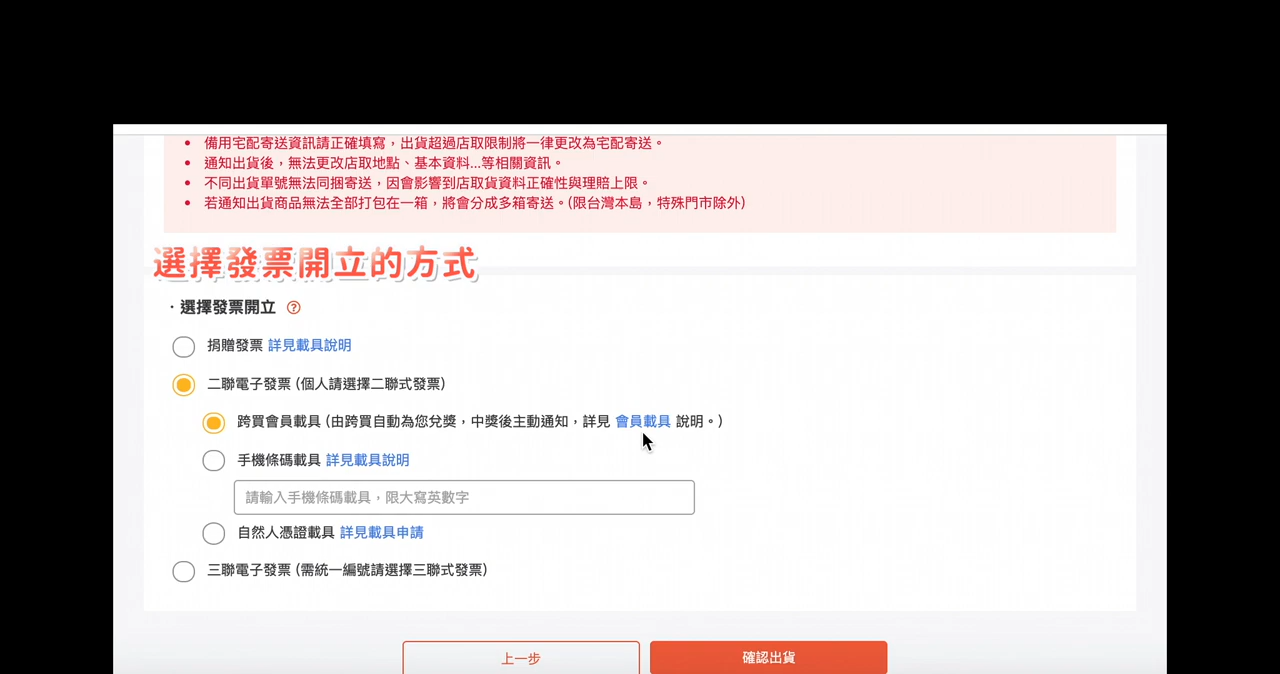 備用宅配寄送資訊請正確填寫，出貨超過店取限制將一律更改為宅配寄送。
通知出貨後，無法更改店取地點、基本資料...等相關資訊。
不同出貨單號無法同捆寄送，因會影響到店取貨資料正確性與理賠上限。
若通知出貨商品無法全部打包在一箱，將會分成多箱寄送。(限台灣本島，特殊門市除外)
選擇發票開立的方式
·選擇發票開立 ?
捐贈發票 詳見載具說明
二聯電子發票 (個人請選擇二聯式發票)
跨買會員載具 (由跨買自動為您兌獎，中獎後主動通知，詳見 會員載具 說明。)
手機條碼載具 詳見載具說明
請輸入手機條碼載具，限大寫英數字
自然人憑證載具 詳見載具申請
三聯電子發票 (需統一編號請選擇三聯式發票)
上一步 確認出貨